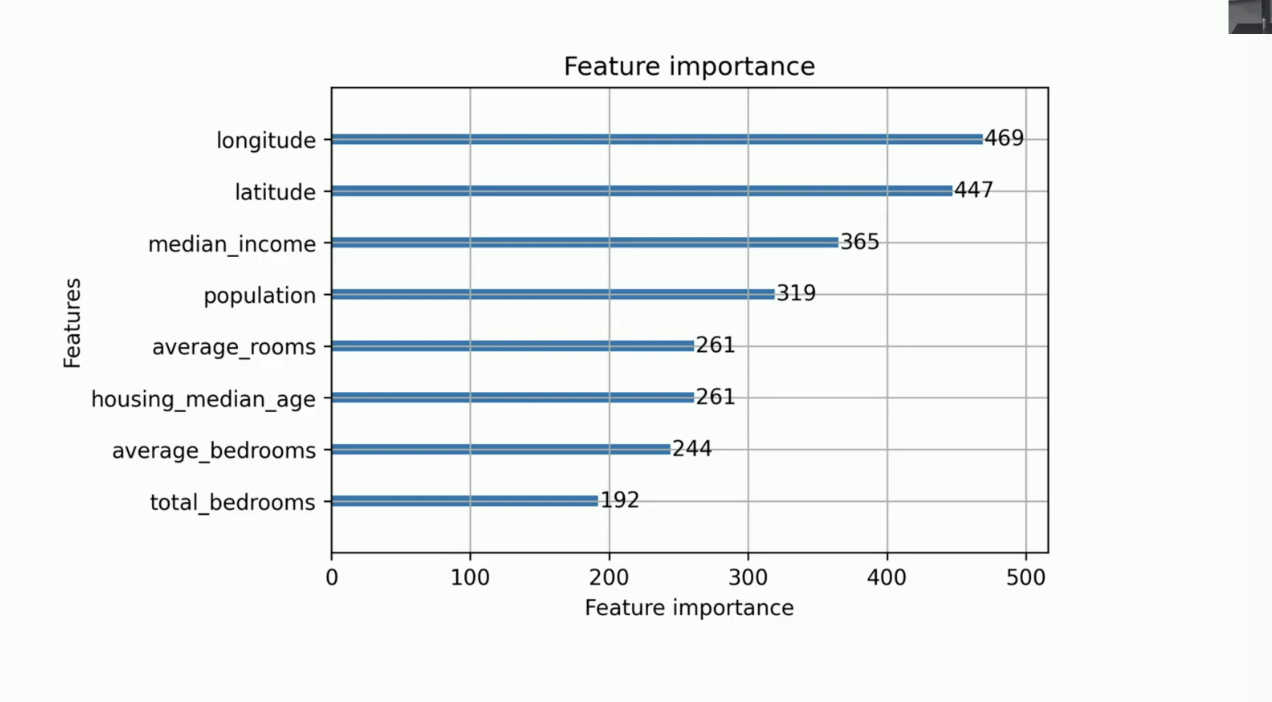 Feature importance
longitude 469
latitude 447
median_income 365
population 319
average_rooms 261
housing_median_age 261
average_bedrooms 244
total_bedrooms 192
Features
0 100 200 300 400 500
Feature importance